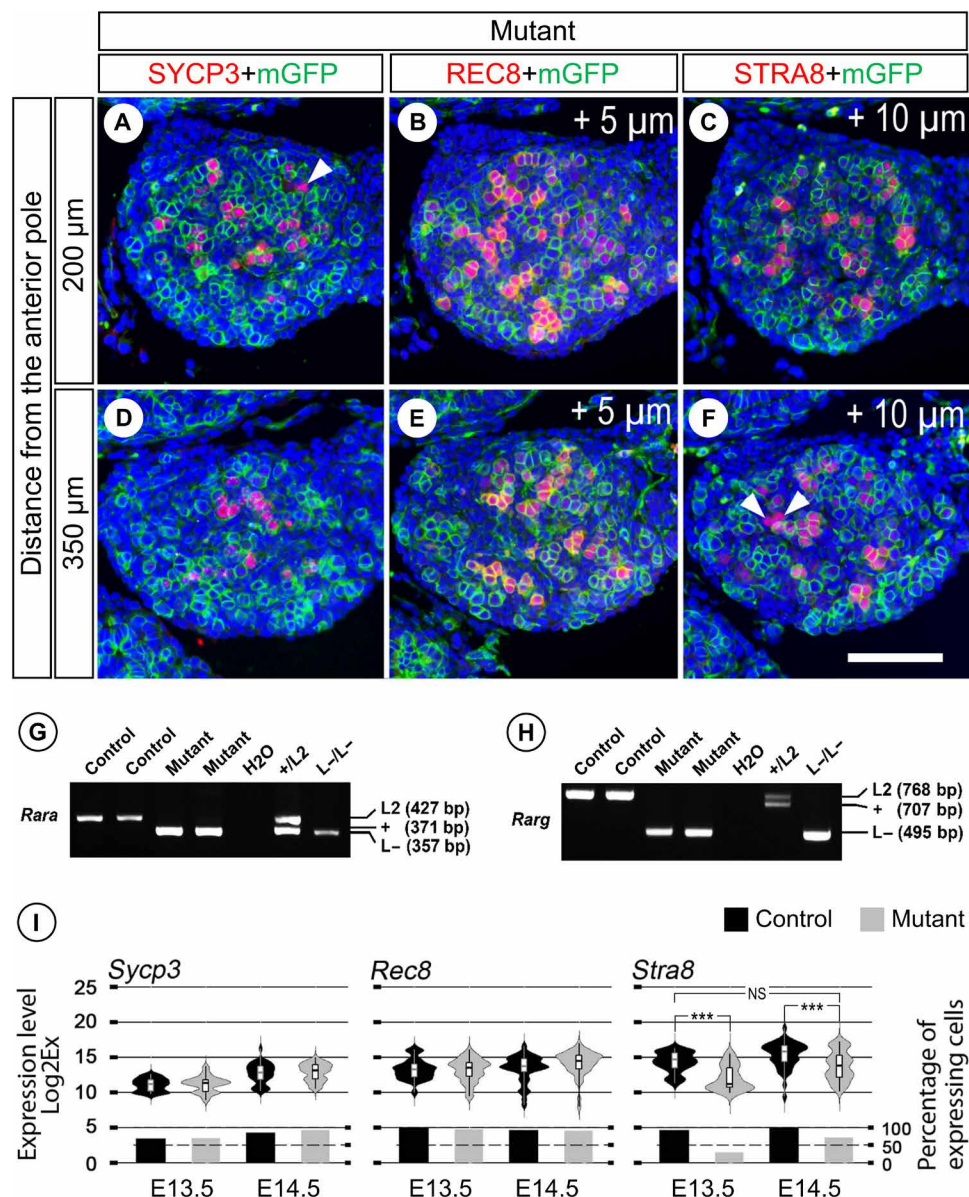 Mutant
SYCP3+mGFP
REC8+mGFP
STRA8+mGFP
Distance from the anterior pole
200 µm
350 µm
A
B
+ 5 µm
C
+ 10 µm
D
E
+ 5 µm
F
+ 10 µm
G
Control
Control
Mutant
Mutant
H2O
+/L2
L–/L–
Rara
L2 (427 bp)
+ (371 bp)
L– (357 bp)
H
Control
Control
Mutant
Mutant
H2O
+/L2
L–/L–
Rarg
L2 (768 bp)
+ (707 bp)
L– (495 bp)
I
Control
Mutant
Sycp3
Rec8
Stra8
Expression level
Log2Ex
25
20
15
10
5
0
NS
***
***
100
50
0
Percentage of
expressing cells
E13.5
E14.5
E13.5
E14.5
E13.5
E14.5